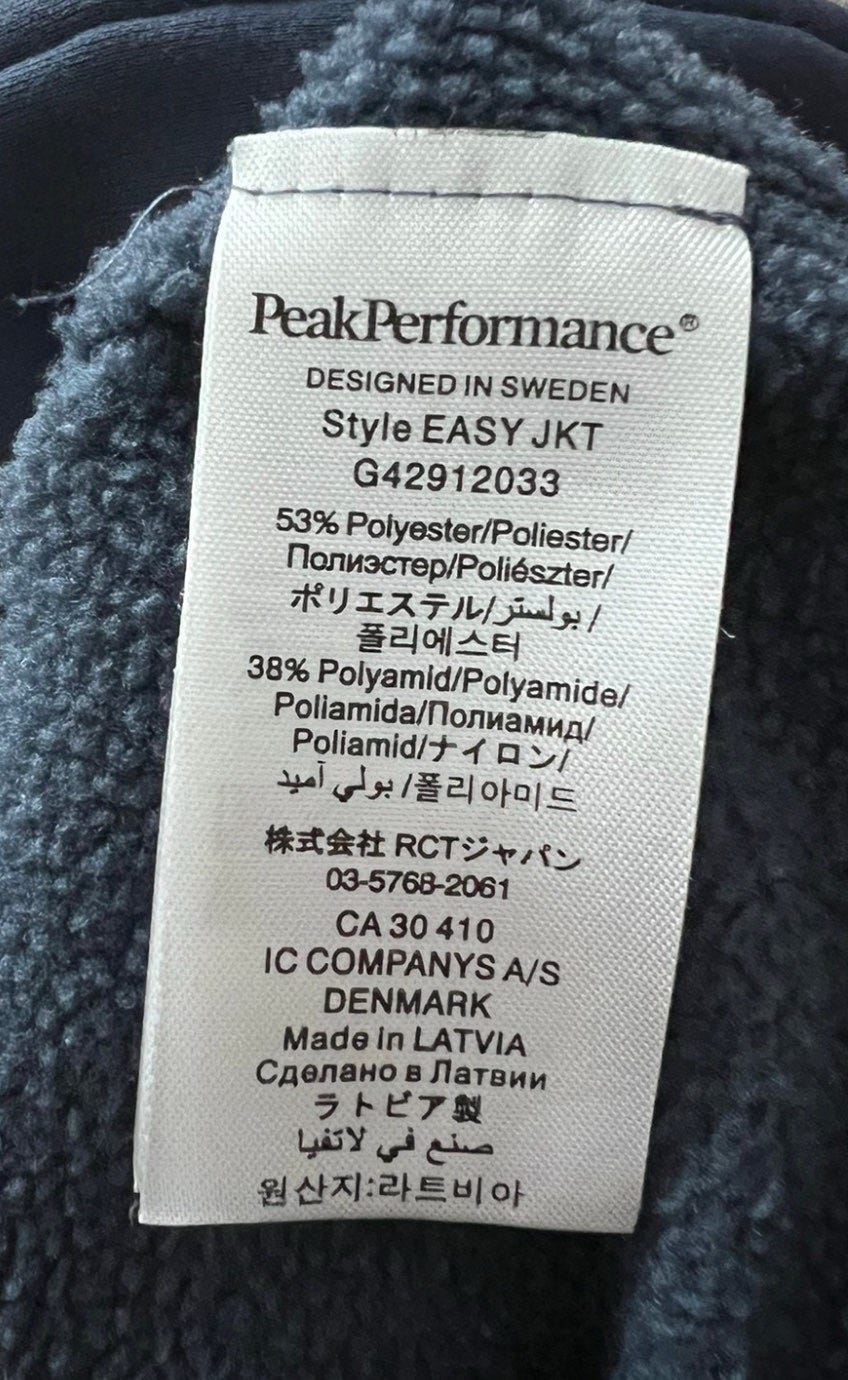 PeakPerformance®
DESIGNED IN SWEDEN
Style EASY JKT
G42912033
53% Polyester/Poliester/
Полиэстер/Poliészter/
ポリエステル/بولستر/
폴리에스터
38% Polyamid/Polyamide/
Poliamida/Полиамид/
Poliamid/ナイロン/
بولي آميد/폴리아미드
株式会社 RCTジャパン
03-5768-2061
CA 30 410
IC COMPANYS A/S
DENMARK
Made in LATVIA
Сделано в Латвии
ラトビア製
صنع في لاتفيا
원산지:라트비아